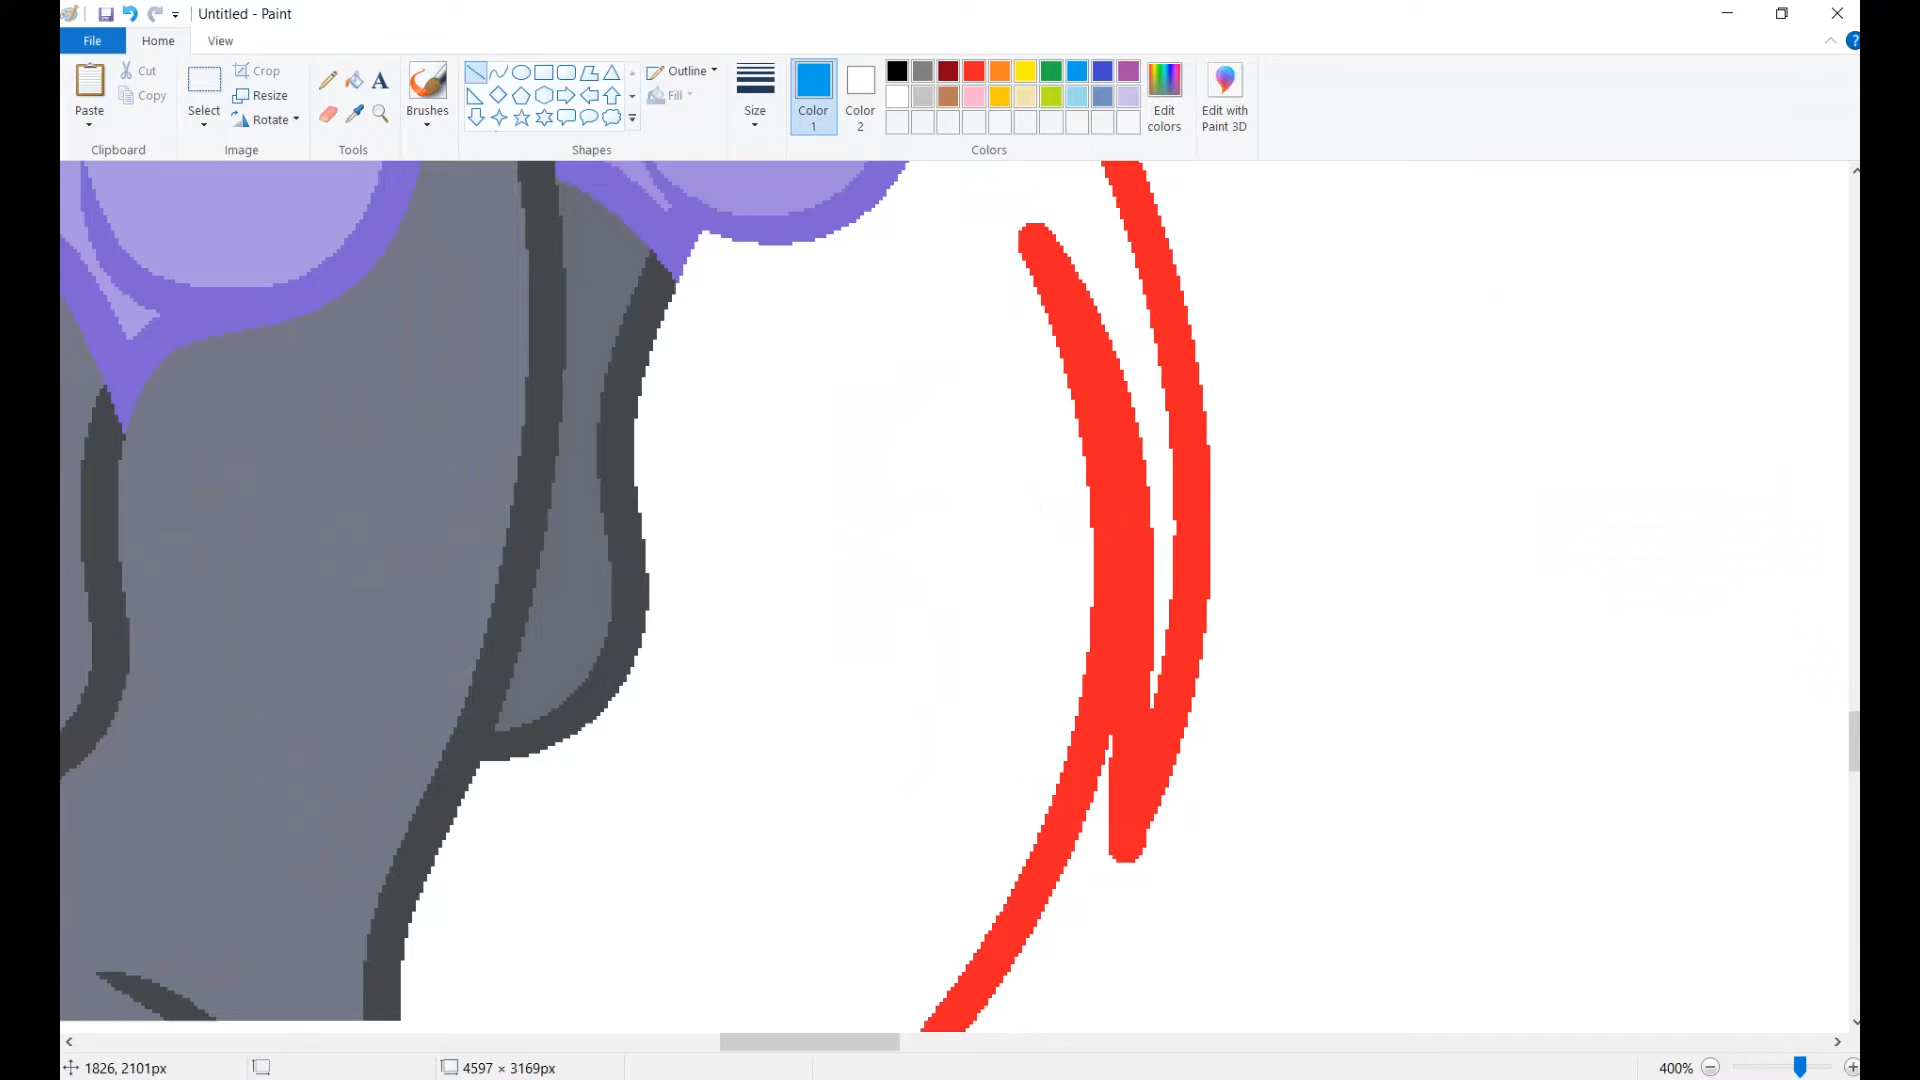 Untitled - Paint
File Home View
Paste
Cut
Copy
Clipboard
Select
Crop
Resize
Rotate
Image
A
Tools
Brushes
Shapes
Outline
Fill
Size
Color 1
Color 2
Colors
Edit colors
Edit with Paint 3D
?
1826, 2101px
4597 × 3169px
400%